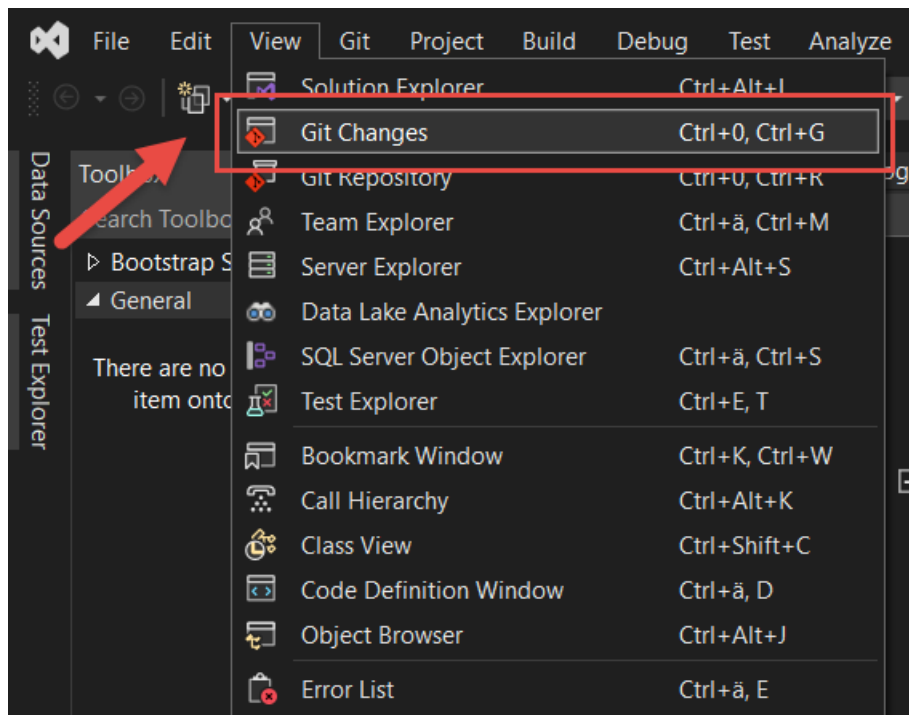 File Edit View Git Project Build Debug Test Analyze
Solution Explorer Ctrl+Alt+L
Git Changes Ctrl+0, Ctrl+G
Git Repository Ctrl+0, Ctrl+R
Team Explorer Ctrl+ä, Ctrl+M
Server Explorer Ctrl+Alt+S
Data Lake Analytics Explorer
SQL Server Object Explorer Ctrl+ä, Ctrl+S
Test Explorer Ctrl+E, T
Bookmark Window Ctrl+K, Ctrl+W
Call Hierarchy Ctrl+Alt+K
Class View Ctrl+Shift+C
Code Definition Window Ctrl+ä, D
Object Browser Ctrl+Alt+J
Error List Ctrl+ä, E
Data Sources
Test Explorer
Bootstrap S
General
There are no
item onto